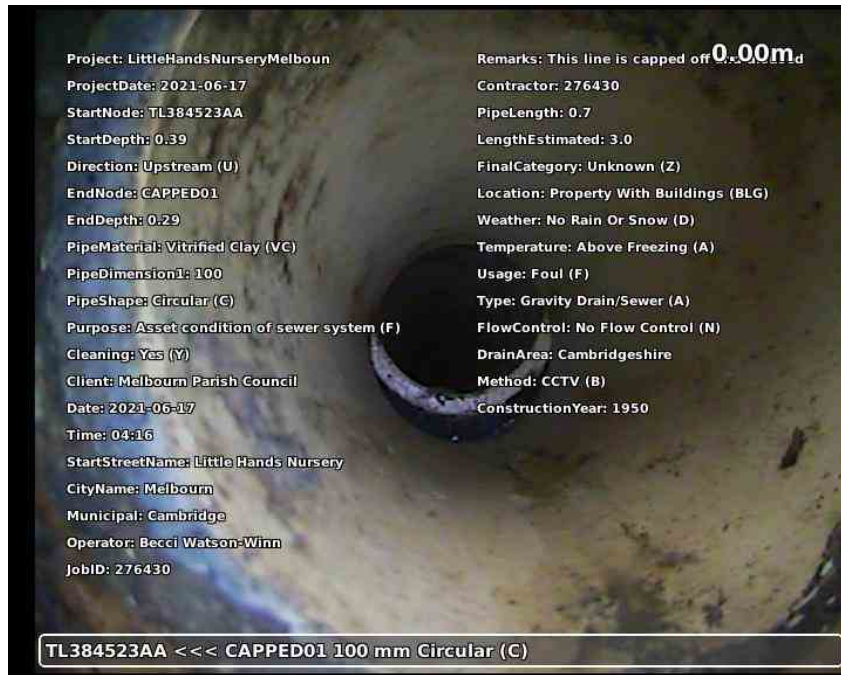 0.00m
Project: LittleHandsNurseryMelboun
ProjectDate: 2021-06-17
StartNode: TL384523AA
StartDepth: 0.39
Direction: Upstream (U)
EndNode: CAPPED01
EndDepth: 0.29
PipeMaterial: Vitrified Clay (VC)
PipeDimension1: 100
PipeShape: Circular (C)
Purpose: Asset condition of sewer system (F)
Cleaning: Yes (Y)
Client: Melbourn Parish Council
Date: 2021-06-17
Time: 04:16
StartStreetName: Little Hands Nursery
CityName: Melbourn
Municipal: Cambridge
Operator: Becci Watson-Winn
JobID: 276430
Remarks: This line is capped off
Contractor: 276430
PipeLength: 0.7
LengthEstimated: 3.0
FinalCategory: Unknown (Z)
Location: Property With Buildings (BLG)
Weather: No Rain Or Snow (D)
Temperature: Above Freezing (A)
Usage: Foul (F)
Type: Gravity Drain/Sewer (A)
FlowControl: No Flow Control (N)
DrainArea: Cambridgeshire
Method: CCTV (B)
ConstructionYear: 1950
TL384523AA <<< CAPPED01 100 mm Circular (C)